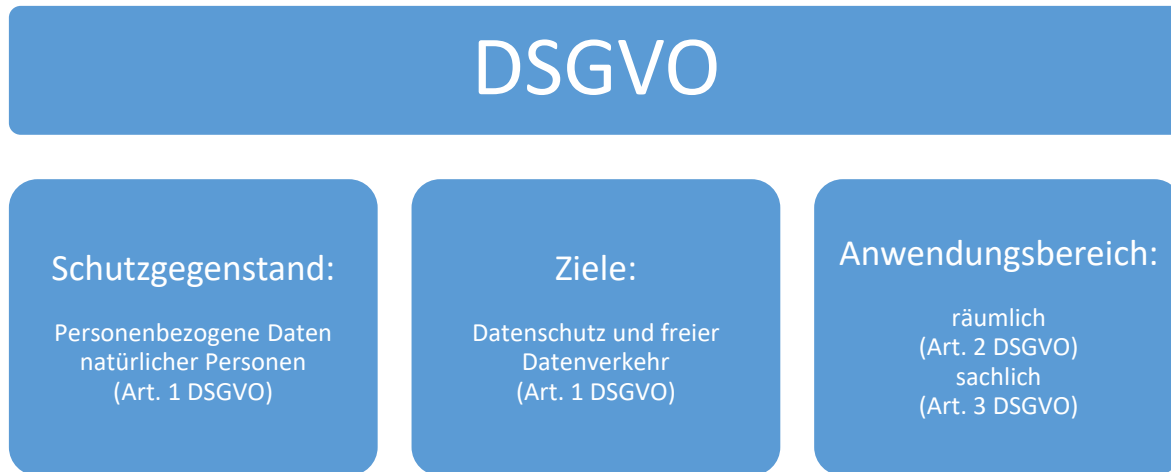 DSGVO
Schutzgegenstand:
Personenbezogene Daten
natürlicher Personen
(Art. 1 DSGVO)
Ziele:
Datenschutz und freier
Datenverkehr
(Art. 1 DSGVO)
Anwendungsbereich:
räumlich
(Art. 2 DSGVO)
sachlich
(Art. 3 DSGVO)